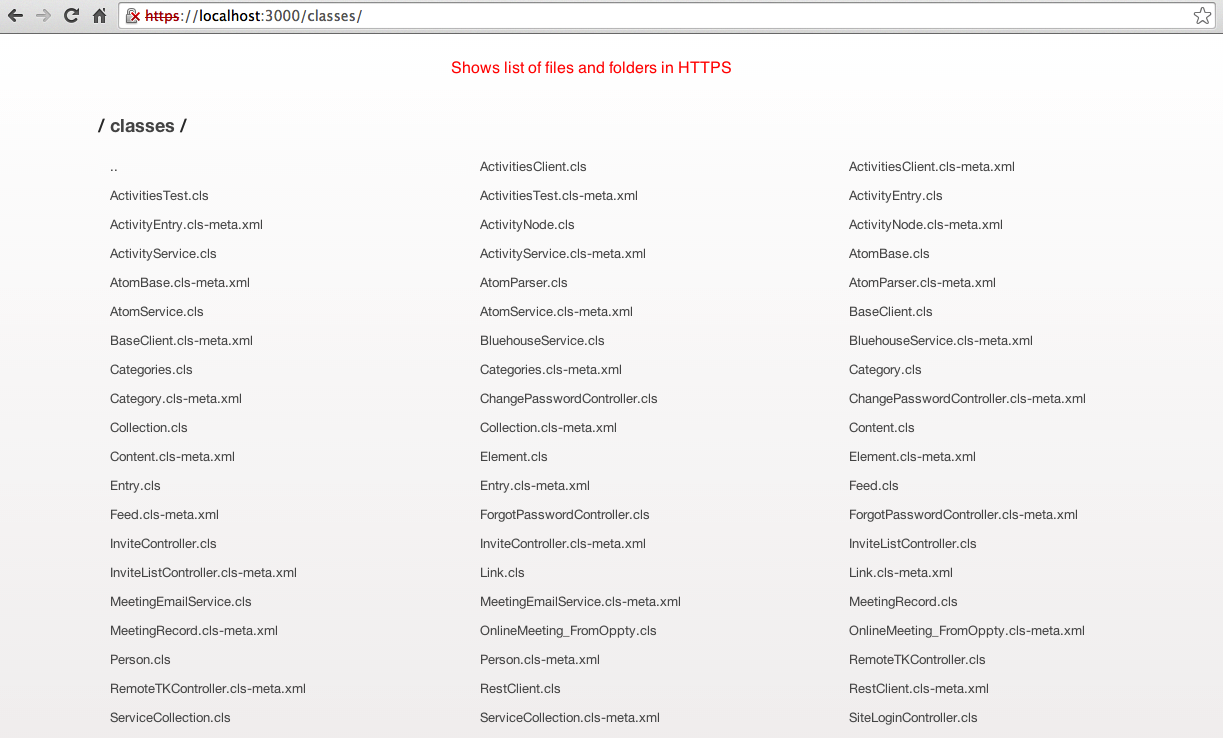 https://localhost:3000/classes/
Shows list of files and folders in HTTPS
/ classes /
.. ActivitiesClient.cls ActivitiesClient.cls-meta.xml
ActivitiesTest.cls ActivitiesTest.cls-meta.xml ActivityEntry.cls
ActivityEntry.cls-meta.xml ActivityNode.cls ActivityNode.cls-meta.xml
ActivityService.cls ActivityService.cls-meta.xml AtomBase.cls
AtomBase.cls-meta.xml AtomParser.cls AtomParser.cls-meta.xml
AtomService.cls AtomService.cls-meta.xml BaseClient.cls
BaseClient.cls-meta.xml BluehouseService.cls BluehouseService.cls-meta.xml
Categories.cls Categories.cls-meta.xml Category.cls
Category.cls-meta.xml ChangePasswordController.cls ChangePasswordController.cls-meta.xml
Collection.cls Collection.cls-meta.xml Content.cls
Content.cls-meta.xml Element.cls Element.cls-meta.xml
Entry.cls Entry.cls-meta.xml Feed.cls
Feed.cls-meta.xml ForgotPasswordController.cls ForgotPasswordController.cls-meta.xml
InviteController.cls InviteController.cls-meta.xml InviteListController.cls
InviteListController.cls-meta.xml Link.cls Link.cls-meta.xml
MeetingEmailService.cls MeetingEmailService.cls-meta.xml MeetingRecord.cls
MeetingRecord.cls-meta.xml OnlineMeeting_FromOppty.cls OnlineMeeting_FromOppty.cls-meta.xml
Person.cls Person.cls-meta.xml RemoteTKController.cls
RemoteTKController.cls-meta.xml RestClient.cls RestClient.cls-meta.xml
ServiceCollection.cls ServiceCollection.cls-meta.xml SiteLoginController.cls